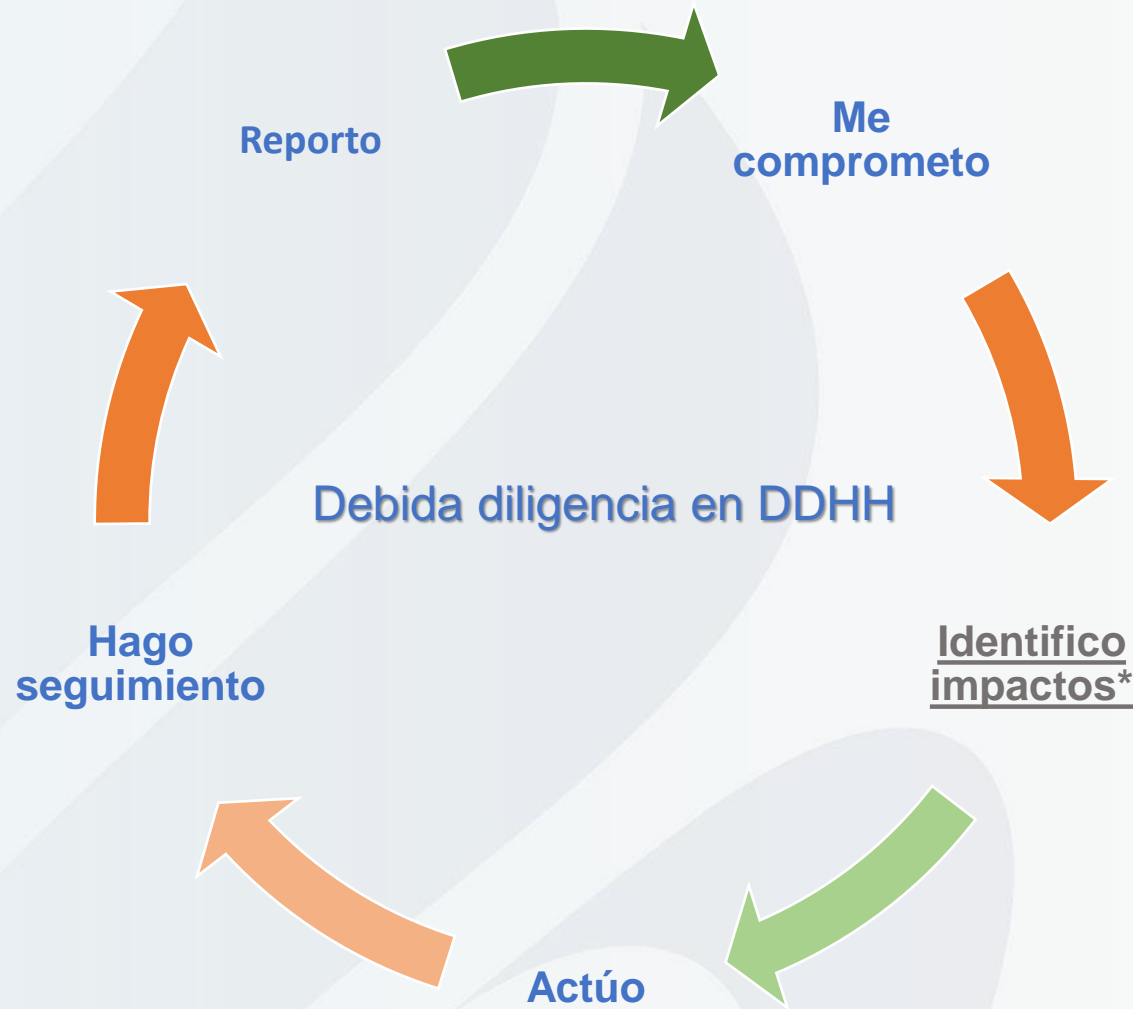 Reporto
Me
comprometo
Debida diligencia en DDHH
Hago
seguimiento
Identifico
impactos*
Actúo